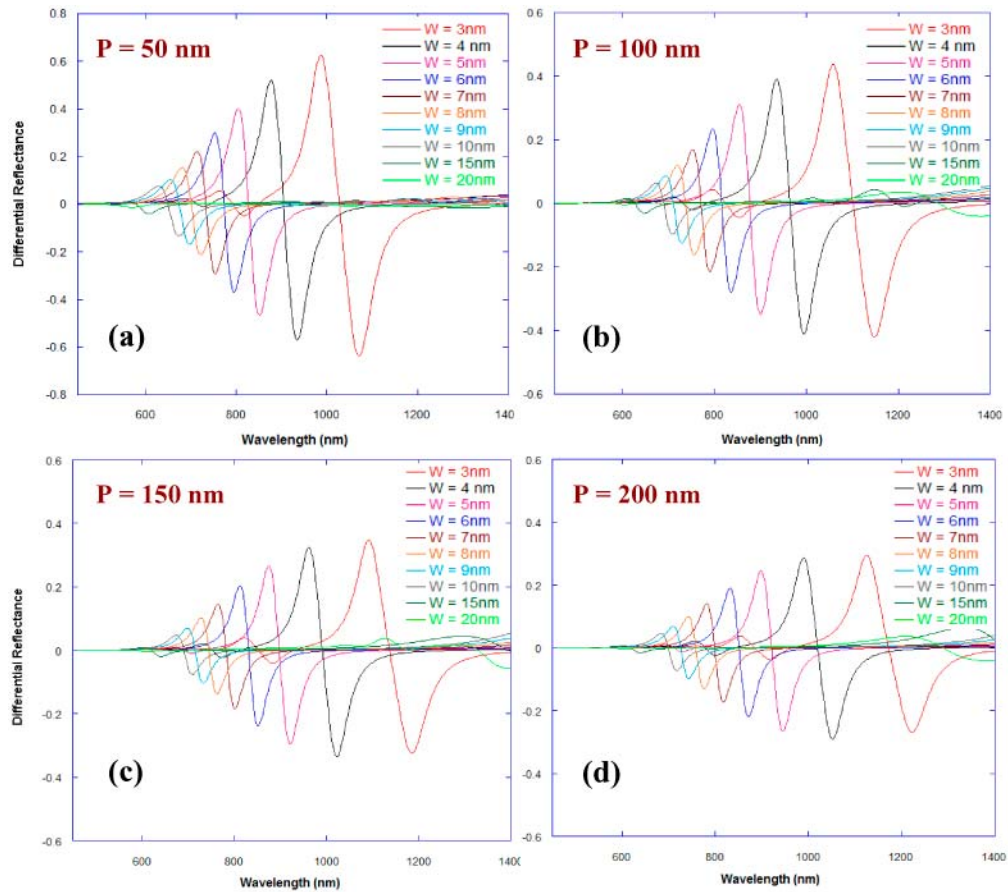 0.8
P = 50 nm
W = 3nm
W = 4 nm
W = 5nm
W = 6nm
W = 7nm
W = 8nm
W = 9nm
W = 10nm
W = 15nm
W = 20nm
0.6
0.4
0.2
0
-0.2
-0.4
-0.6
-0.8
Differential Reflectance
(a)
600
800
1000
1200
1400
Wavelength (nm)
0.6
P = 100 nm
W = 3nm
W = 4 nm
W = 5nm
W = 6nm
W = 7nm
W = 8nm
W = 9nm
W = 10nm
W = 15nm
W = 20nm
0.4
0.2
0
-0.2
-0.4
-0.6
(b)
600
800
1000
1200
1400
Wavelength (nm)
0.6
P = 150 nm
W = 3nm
W = 4 nm
W = 5nm
W = 6nm
W = 7nm
W = 8nm
W = 9nm
W = 10nm
W = 15nm
W = 20nm
0.4
0.2
0
-0.2
-0.4
-0.6
Differential Reflectance
(c)
600
800
1000
1200
1400
Wavelength (nm)
0.6
P = 200 nm
W = 3nm
W = 4 nm
W = 5nm
W = 6nm
W = 7nm
W = 8nm
W = 9nm
W = 10nm
W = 15nm
W = 20nm
0.4
0.2
0
-0.2
-0.4
-0.6
(d)
600
800
1000
1200
1400
Wavelength (nm)